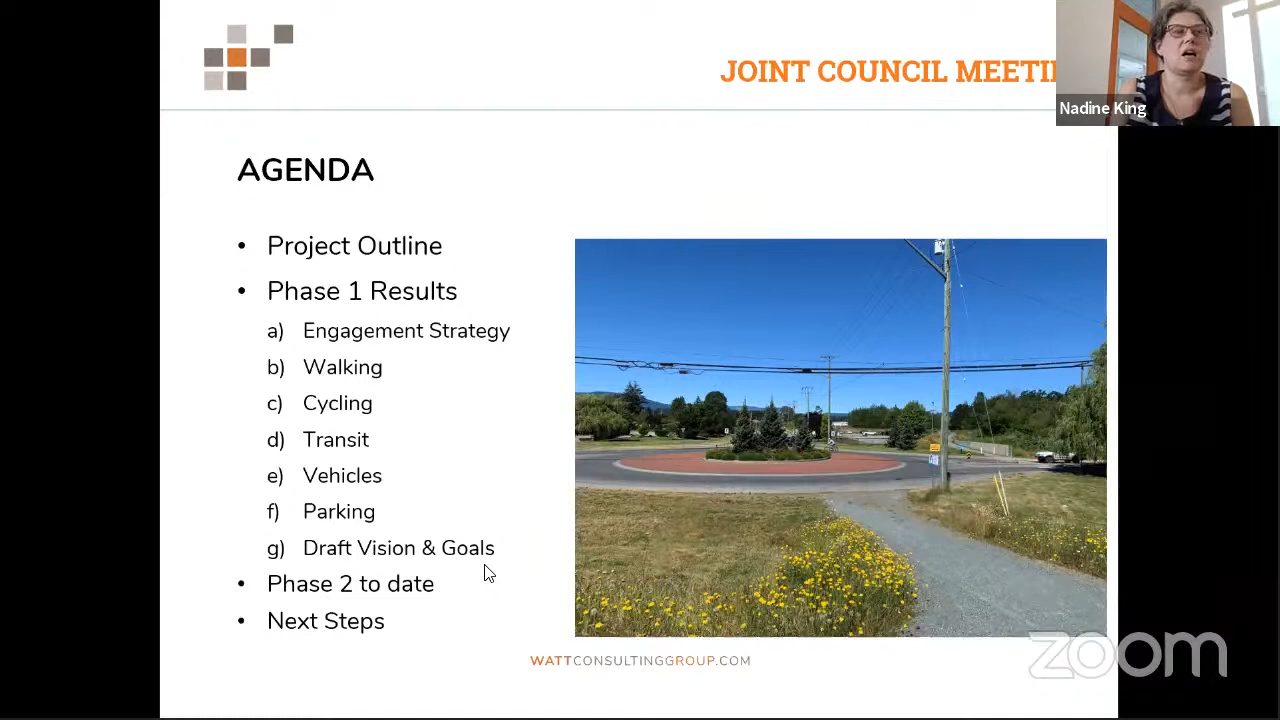 JOINT COUNCIL MEETI
Nadine King
AGENDA
• Project Outline
• Phase 1 Results
a) Engagement Strategy
b) Walking
c) Cycling
d) Transit
e) Vehicles
f) Parking
g) Draft Vision & Goals
• Phase 2 to date
• Next Steps
WATTCONSULTINGGROUP.COM
zoom